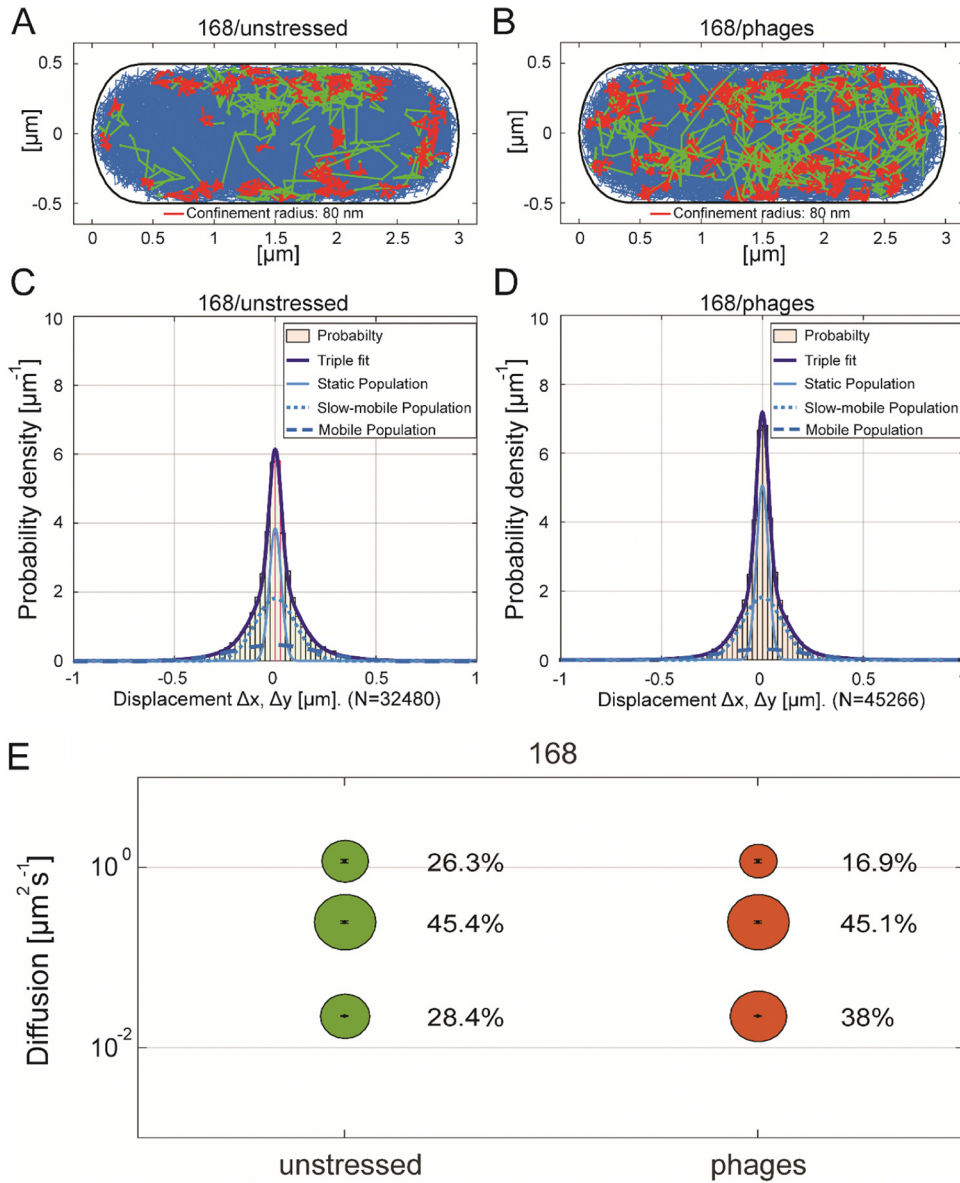 A
168/unstressed
[µm]
0.5
0
-0.5
Confinement radius: 80 nm
0 0.5 1 1.5 2 2.5 3
[µm]
B
168/phages
[µm]
0.5
0
-0.5
Confinement radius: 80 nm
0 0.5 1 1.5 2 2.5 3
[µm]
C
168/unstressed
Probability density [µm⁻¹]
10
8
6
4
2
0
Probabilty
Triple fit
Static Population
Slow-mobile Population
Mobile Population
-1 -0.5 0 0.5 1
Displacement Δx, Δy [µm]. (N=32480)
D
168/phages
Probability density [µm⁻¹]
10
8
6
4
2
0
Probabilty
Triple fit
Static Population
Slow-mobile Population
Mobile Population
-1 -0.5 0 0.5 1
Displacement Δx, Δy [µm]. (N=45266)
E
168
Diffusion [µm² s⁻¹]
10⁰
10⁻²
26.3% 16.9%
45.4% 45.1%
28.4% 38%
unstressed phages